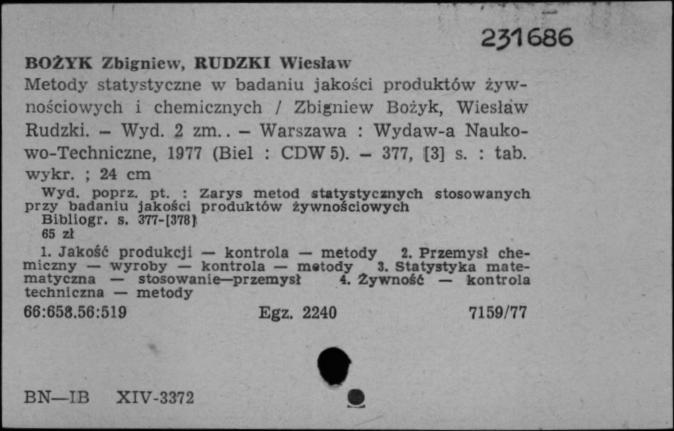 231686
BOŻYK Zbigniew, RUDZKI Wiesław
Metody statystyczne w badaniu jakości produktów żyw-
nościowych i chemicznych / Zbigniew Bożyk, Wiesław
Rudzki. — Wyd. 2 zm.. — Warszawa : Wydaw-a Nauko-
wo-Techniczne, 1977 (Biel : CDW 5). — 377, [3] s. : tab.
wykr. ; 24 cm
Wyd. poprz. pt. : Zarys metod statystycznych stosowanych
przy badaniu jakości produktów żywnościowych
Bibliogr. s. 377-[378]
65 zł
1. Jakość produkcji — kontrola — metody 2. Przemysł che-
miczny — wyroby — kontrola — metody 3. Statystyka mate-
matyczna — stosowanie—przemysł 4. Żywność — kontrola
techniczna — metody
66:658.56:519 Egz. 2240 7159/77
BN—IB XIV-3372